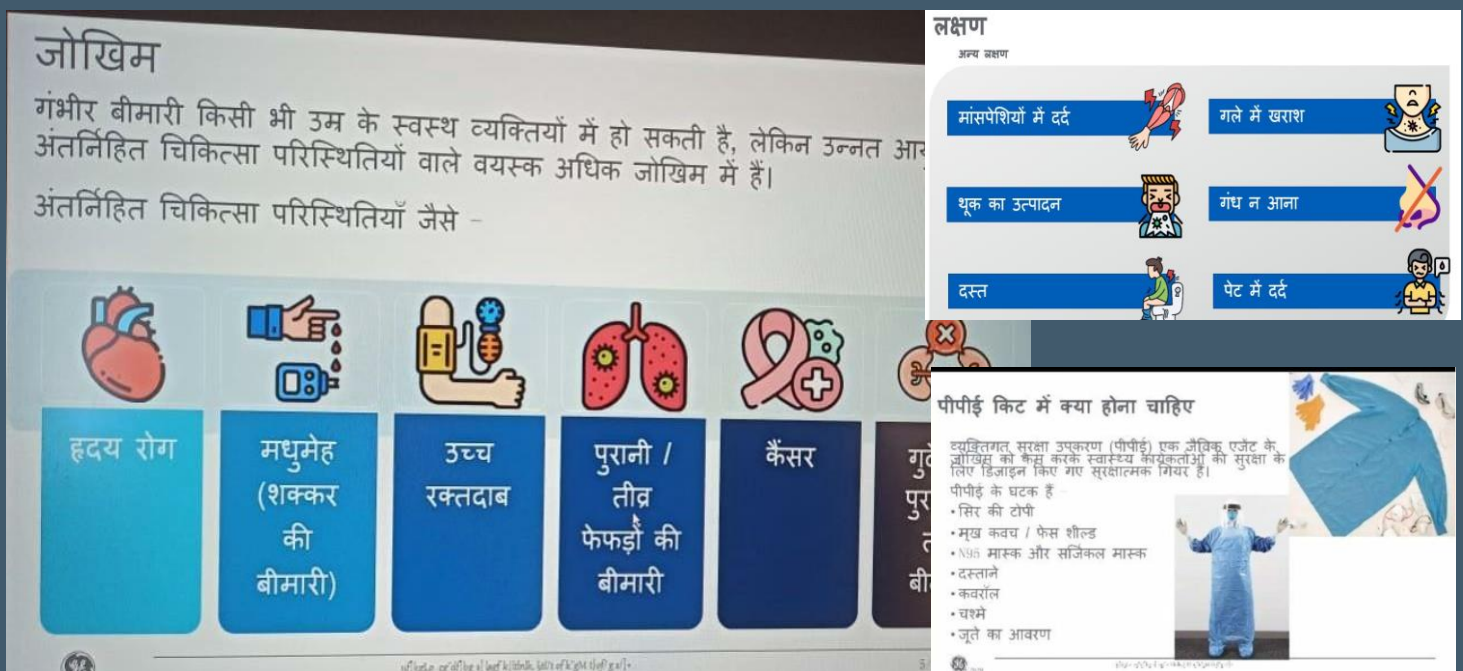 जोखिम
गंभीर बीमारी किसी भी उम्र के स्वस्थ व्यक्तियों में हो सकती है, लेकिन उन्नत
अंतर्निहित चिकित्सा परिस्थितियों वाले वयस्क अधिक जोखिम में हैं।
अंतर्निहित चिकित्सा परिस्थितियाँ जैसे -
हृदय रोग
मधुमेह
(शक्कर
की
बीमारी)
उच्च
रक्तदाब
पुरानी /
तीव्र
फेफड़ों की
बीमारी
कैंसर
लक्षण
अन्य लक्षण
मांसपेशियों में दर्द
गले में खराश
थूक का उत्पादन
गंध न आना
दस्त
पेट में दर्द
पीपीई किट में क्या होना चाहिए
व्यक्तिगत सुरक्षा उपकरण (पीपीई) एक जैविक एजेंट के
जोखिम को कम करके स्वास्थ्य कार्यकर्ताओं की सुरक्षा के
लिए डिज़ाइन किए गए सुरक्षात्मक गियर हैं।
पीपीई के घटक हैं -
• सिर की टोपी
• मुख कवच / फेस शील्ड
• N95 मास्क और सर्जिकल मास्क
• दस्ताने
• कवरॉल
• चश्मे
• जूते का आवरण